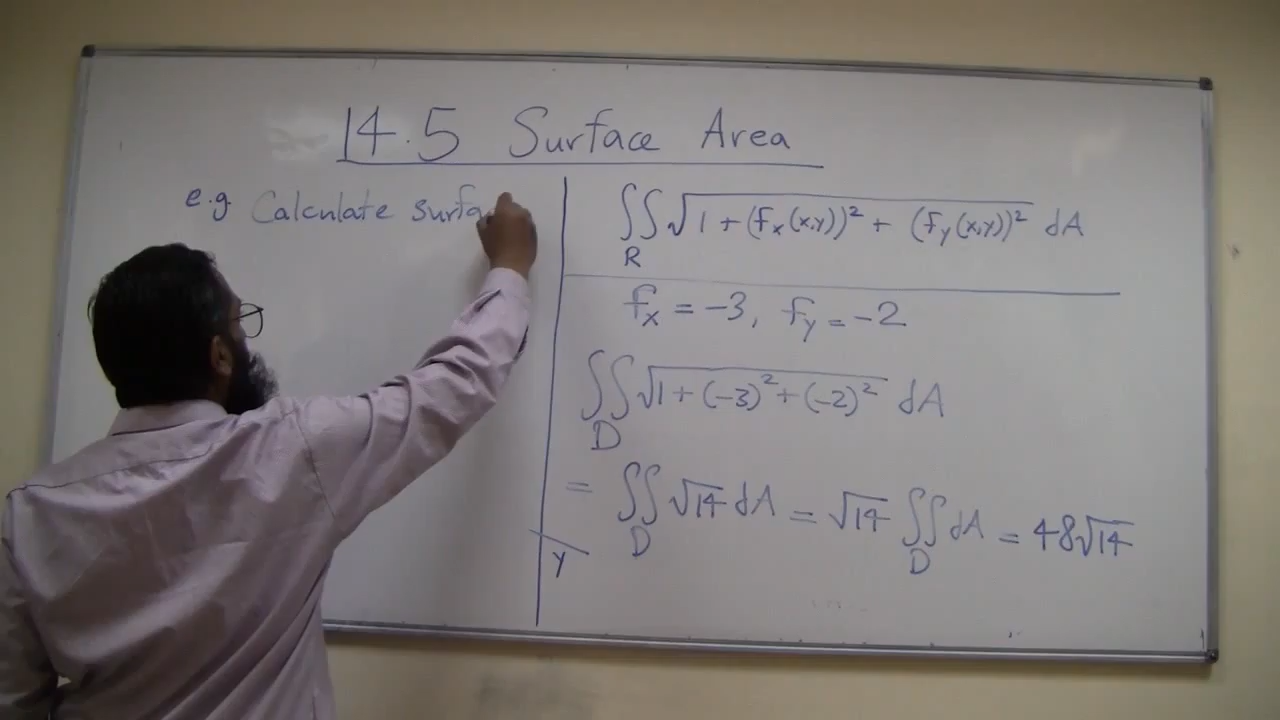 14.5 Surface Area
e.g Calculate surfa
∬_R √(1 + (f_x(x,y))² + (f_y(x,y))²) dA
f_x = -3, f_y = -2
∬_D √(1 + (-3)² + (-2)²) dA
= ∬_D √14 dA = √14 ∬_D dA = 48√14
y